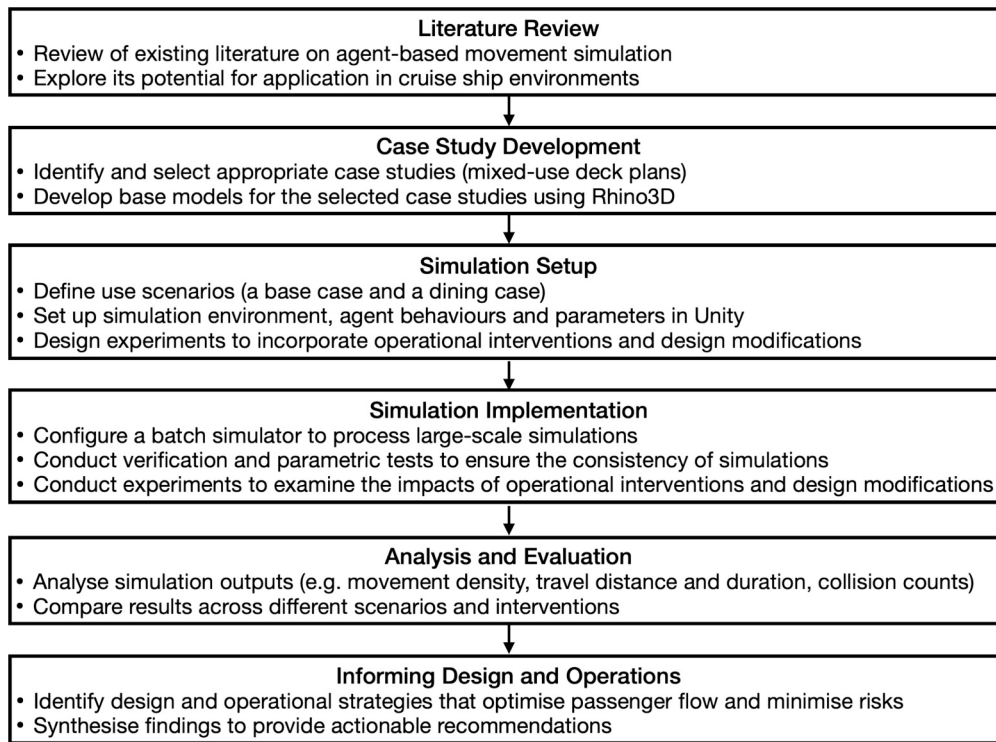 Literature Review
• Review of existing literature on agent-based movement simulation
• Explore its potential for application in cruise ship environments
Case Study Development
• Identify and select appropriate case studies (mixed-use deck plans)
• Develop base models for the selected case studies using Rhino3D
Simulation Setup
• Define use scenarios (a base case and a dining case)
• Set up simulation environment, agent behaviours and parameters in Unity
• Design experiments to incorporate operational interventions and design modifications
Simulation Implementation
• Configure a batch simulator to process large-scale simulations
• Conduct verification and parametric tests to ensure the consistency of simulations
• Conduct experiments to examine the impacts of operational interventions and design modifications
Analysis and Evaluation
• Analyse simulation outputs (e.g. movement density, travel distance and duration, collision counts)
• Compare results across different scenarios and interventions
Informing Design and Operations
• Identify design and operational strategies that optimise passenger flow and minimise risks
• Synthesise findings to provide actionable recommendations